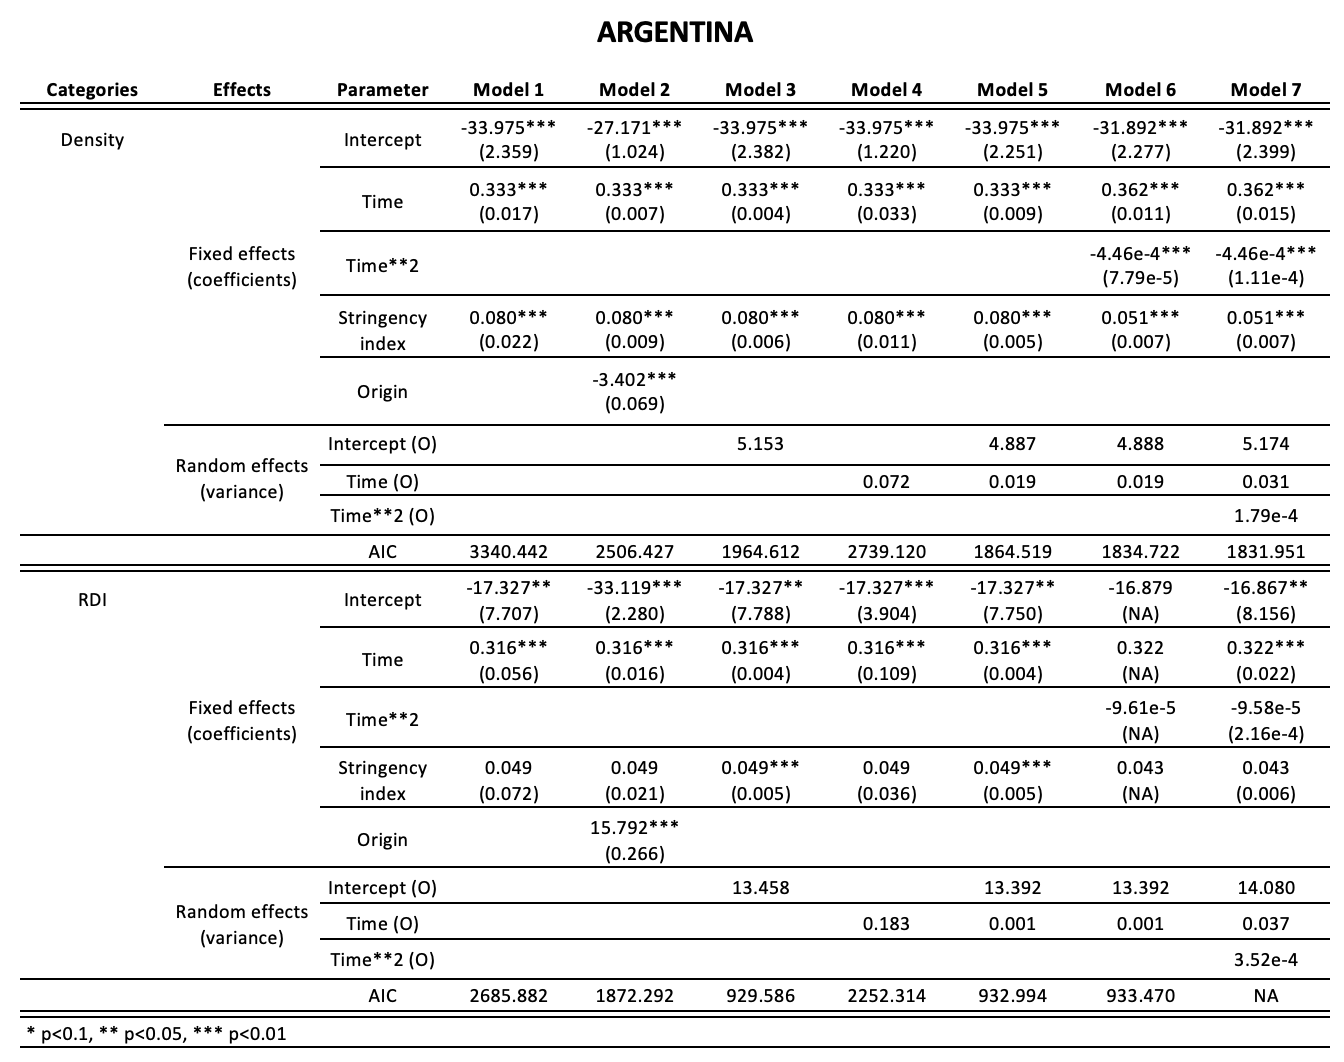 ARGENTINA
Categories Effects Parameter Model 1 Model 2 Model 3 Model 4 Model 5 Model 6 Model 7
Density Fixed effects (coefficients) Intercept -33.975*** -27.171*** -33.975*** -33.975*** -33.975*** -31.892*** -31.892***
(2.359) (1.024) (2.382) (1.220) (2.251) (2.277) (2.399)
Time 0.333*** 0.333*** 0.333*** 0.333*** 0.333*** 0.362*** 0.362***
(0.017) (0.007) (0.004) (0.033) (0.009) (0.011) (0.015)
Time**2 -4.46e-4*** -4.46e-4***
(7.79e-5) (1.11e-4)
Stringency index 0.080*** 0.080*** 0.080*** 0.080*** 0.080*** 0.051*** 0.051***
(0.022) (0.009) (0.006) (0.011) (0.005) (0.007) (0.007)
Origin -3.402***
(0.069)
Random effects (variance) Intercept (O) 5.153 4.887 4.888 5.174
Time (O) 0.072 0.019 0.019 0.031
Time**2 (O) 1.79e-4
AIC 3340.442 2506.427 1964.612 2739.120 1864.519 1834.722 1831.951
RDI Fixed effects (coefficients) Intercept -17.327** -33.119*** -17.327** -17.327*** -17.327** -16.879 -16.867**
(7.707) (2.280) (7.788) (3.904) (7.750) (NA) (8.156)
Time 0.316*** 0.316*** 0.316*** 0.316*** 0.316*** 0.322 0.322***
(0.056) (0.016) (0.004) (0.109) (0.004) (NA) (0.022)
Time**2 -9.61e-5 -9.58e-5
(NA) (2.16e-4)
Stringency index 0.049 0.049 0.049*** 0.049 0.049*** 0.043 0.043
(0.072) (0.021) (0.005) (0.036) (0.005) (NA) (0.006)
Origin 15.792***
(0.266)
Random effects (variance) Intercept (O) 13.458 13.392 13.392 14.080
Time (O) 0.183 0.001 0.001 0.037
Time**2 (O) 3.52e-4
AIC 2685.882 1872.292 929.586 2252.314 932.994 933.470 NA
* p<0.1, ** p<0.05, *** p<0.01